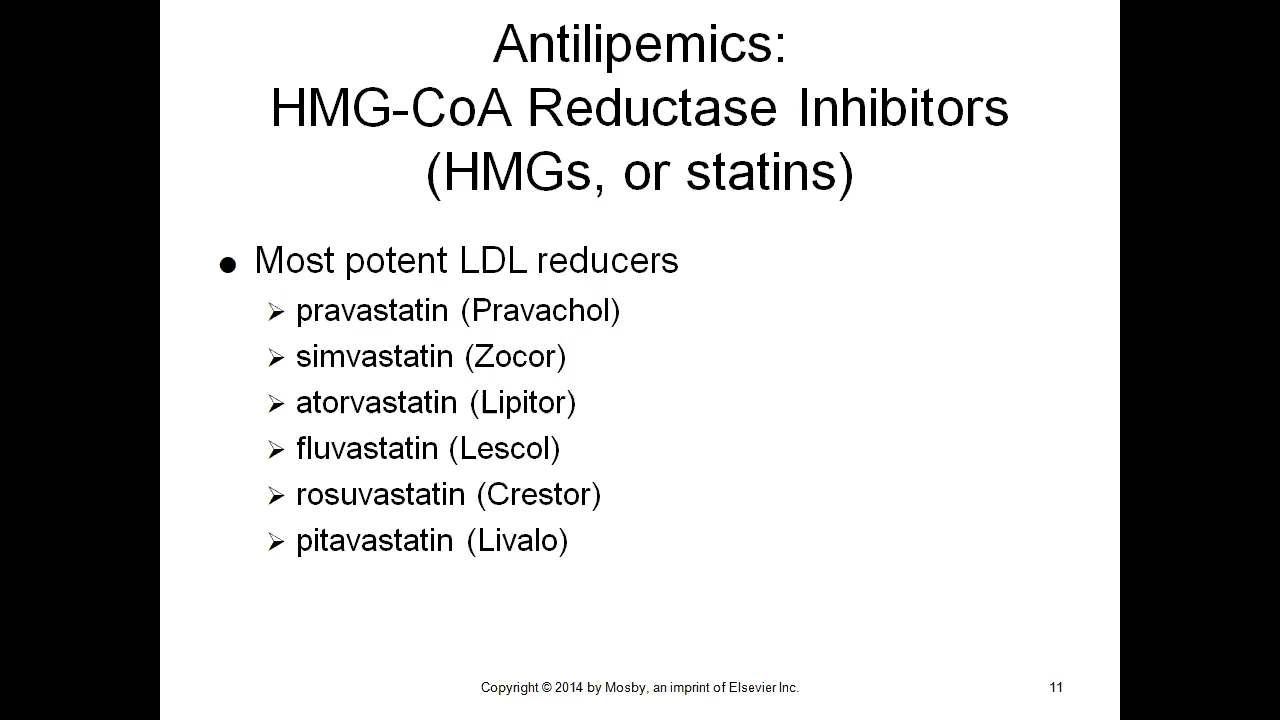 Antilipemics:
HMG-CoA Reductase Inhibitors
(HMGs, or statins)
● Most potent LDL reducers
➢ pravastatin (Pravachol)
➢ simvastatin (Zocor)
➢ atorvastatin (Lipitor)
➢ fluvastatin (Lescol)
➢ rosuvastatin (Crestor)
➢ pitavastatin (Livalo)
Copyright © 2014 by Mosby, an imprint of Elsevier Inc.
11